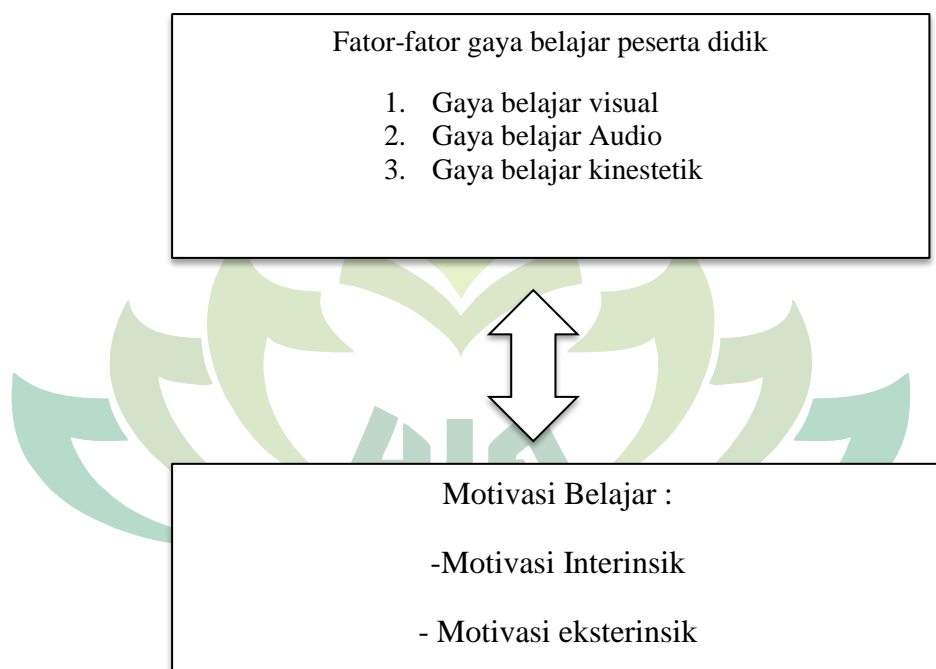 Fator-fator gaya belajar peserta didik
1. Gaya belajar visual
2. Gaya belajar Audio
3. Gaya belajar kinestetik
Motivasi Belajar :
-Motivasi Interinsik
- Motivasi eksterinsik